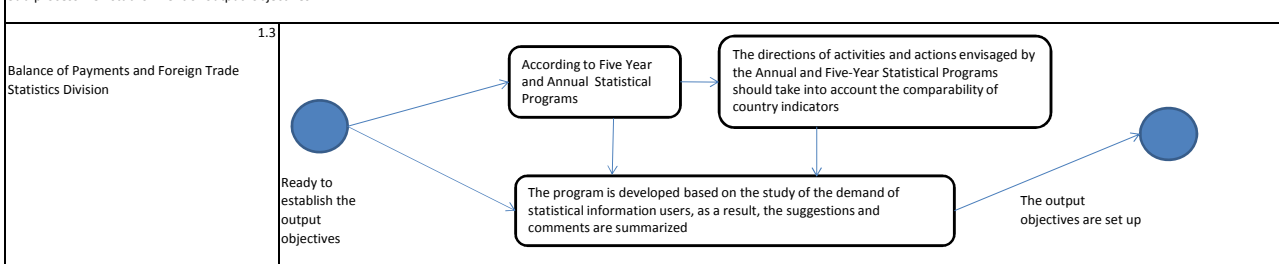 1.3
Balance of Payments and Foreign Trade
Statistics Division
According to Five Year
and Annual Statistical
Programs
The directions of activities and actions envisaged by
the Annual and Five-Year Statistical Programs
should take into account the comparability of
country indicators
Ready to
establish the
output
objectives
The program is developed based on the study of the demand of
statistical information users, as a result, the suggestions and
comments are summarized
The output
objectives are set up